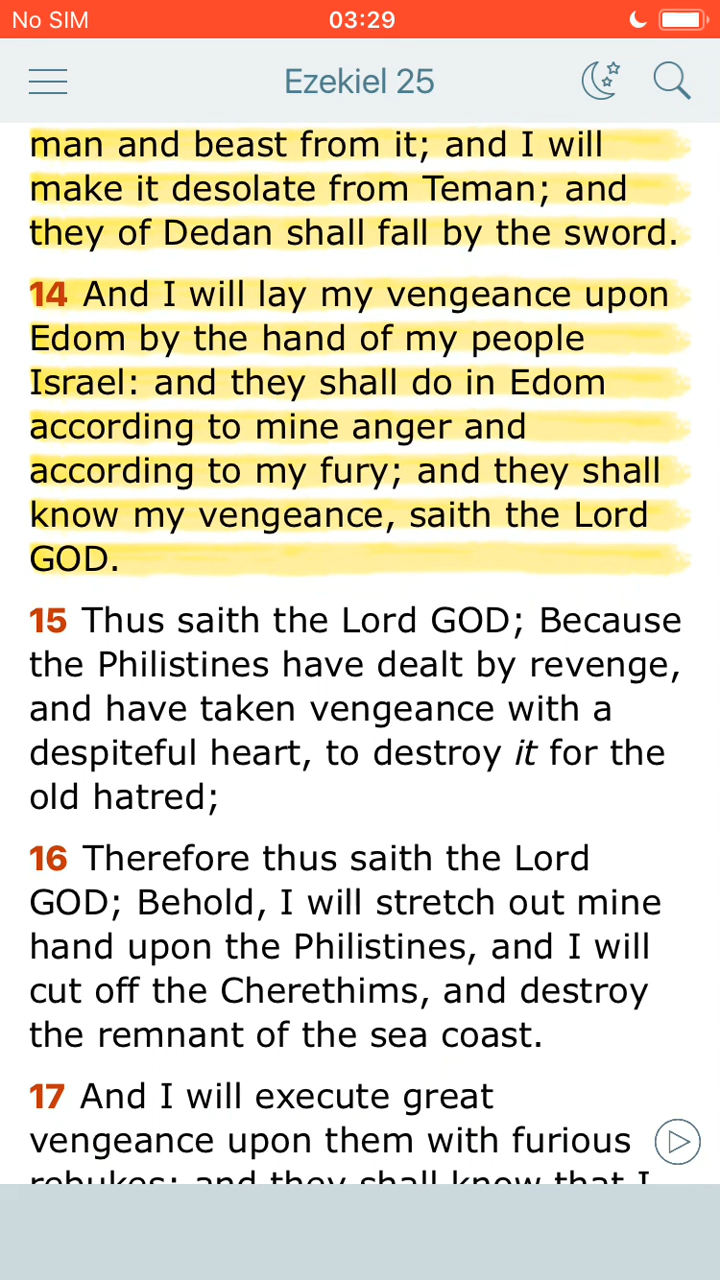 No SIM 03:29
Ezekiel 25
man and beast from it; and I will
make it desolate from Teman; and
they of Dedan shall fall by the sword.
14 And I will lay my vengeance upon
Edom by the hand of my people
Israel: and they shall do in Edom
according to mine anger and
according to my fury; and they shall
know my vengeance, saith the Lord
GOD.
15 Thus saith the Lord GOD; Because
the Philistines have dealt by revenge,
and have taken vengeance with a
despiteful heart, to destroy it for the
old hatred;
16 Therefore thus saith the Lord
GOD; Behold, I will stretch out mine
hand upon the Philistines, and I will
cut off the Cherethims, and destroy
the remnant of the sea coast.
17 And I will execute great
vengeance upon them with furious
rebukes; and they shall know that I